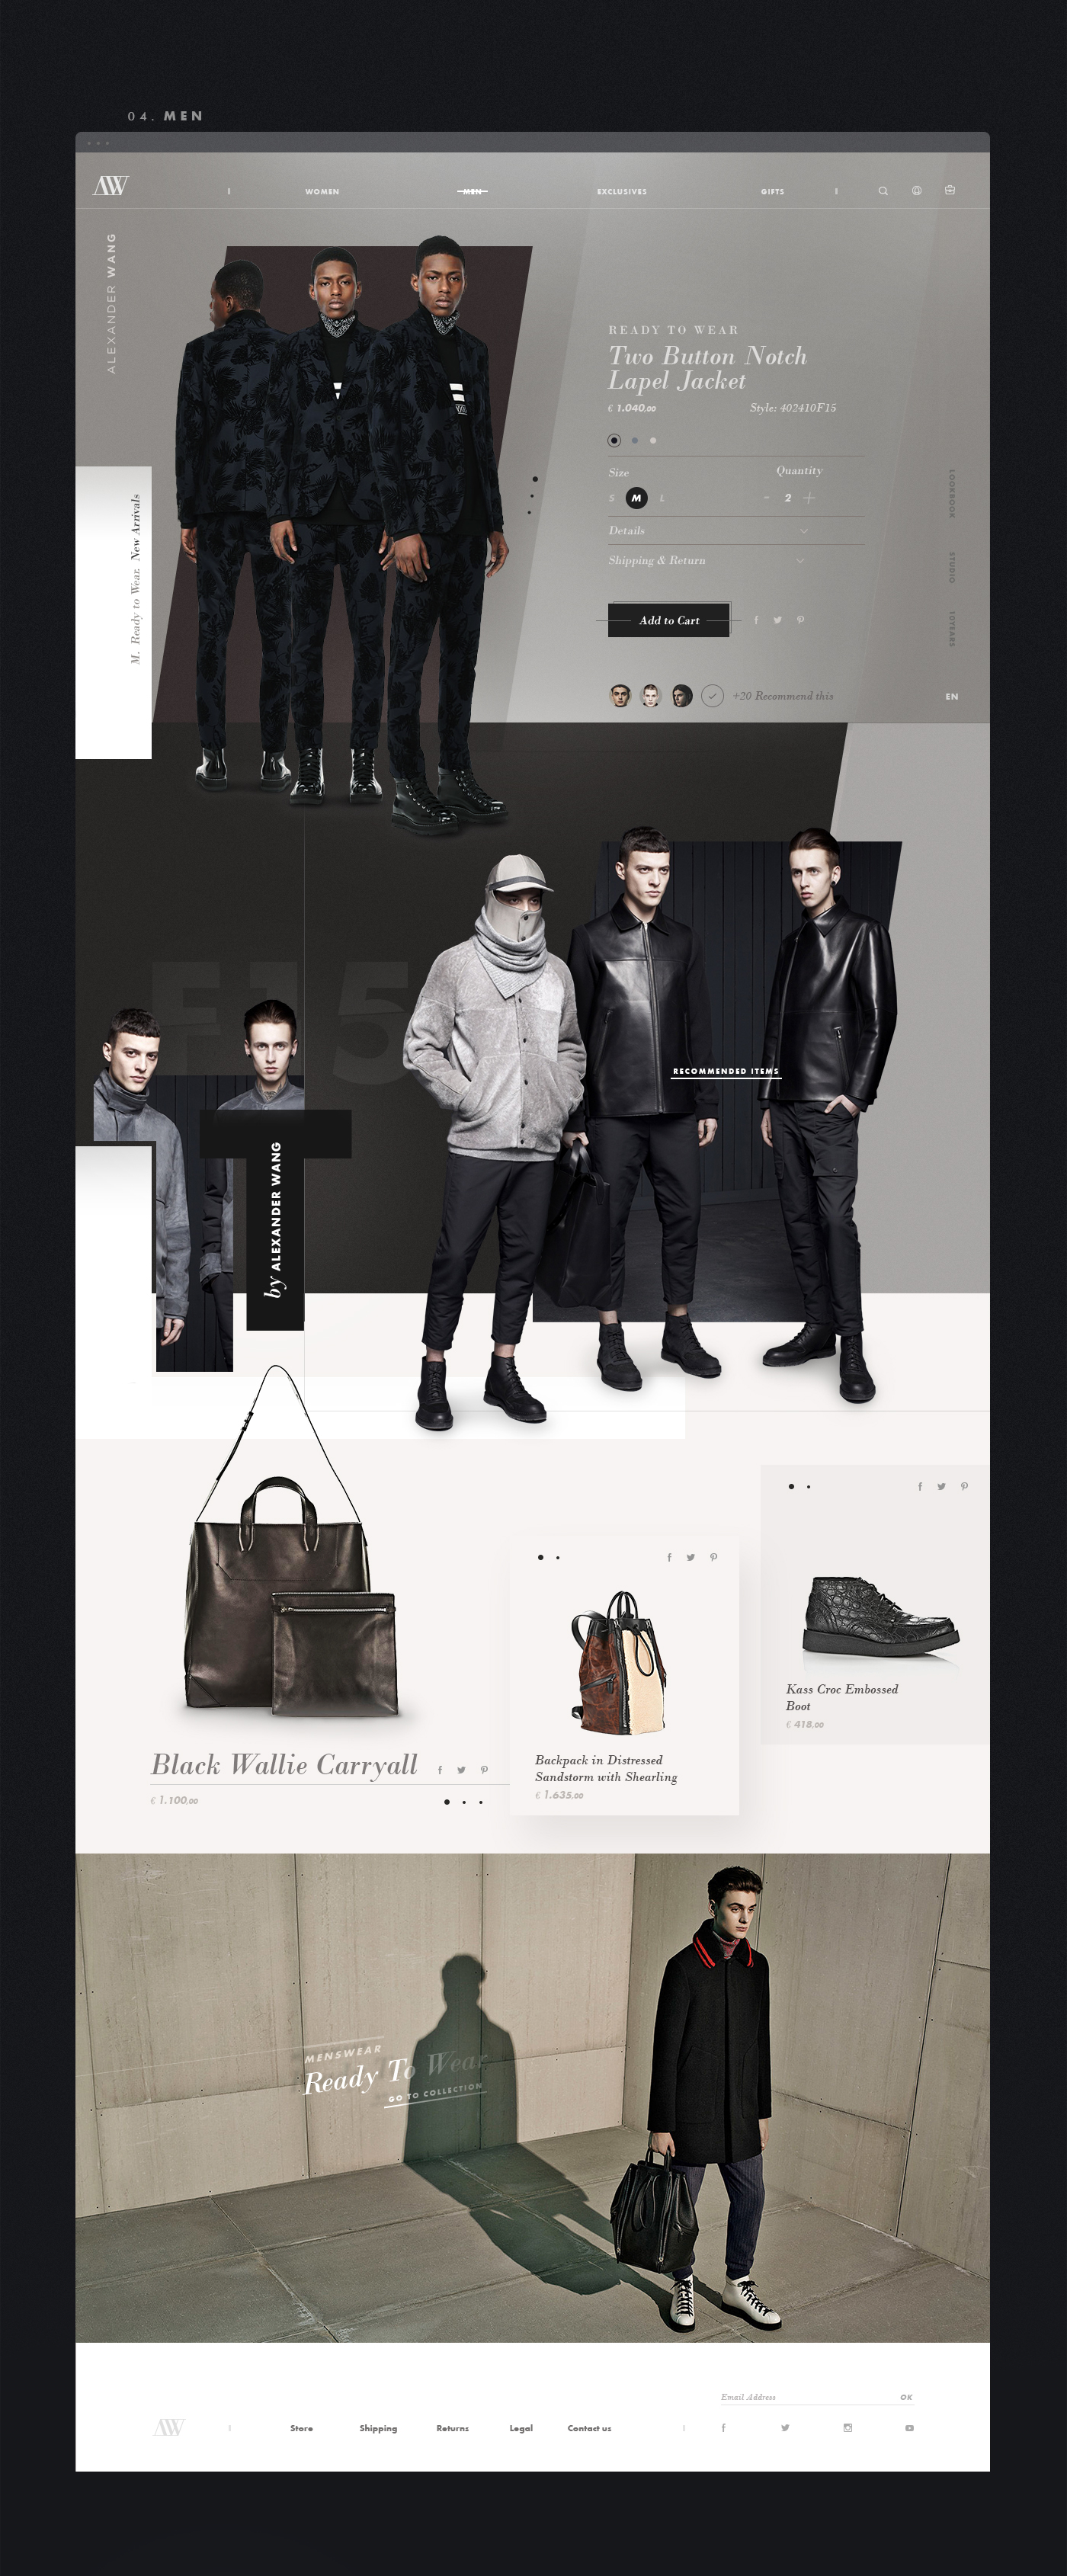 04. MEN
AW
WOMEN
MEN
EXCLUSIVES
GIFTS
ALEXANDER WANG
READY TO WEAR
Two Button Notch
Lapel Jacket
€ 1.040,00
Style: 402410F15
Size
Quantity
S M L
- 2 +
Details
Shipping & Return
Add to Cart
+20 Recommend this
LOOKBOOK
STUDIO
10YEARS
EN
M. Ready to Wear. New Arrivals
F15
RECOMMENDED ITEMS
T
by ALEXANDER WANG
Black Wallie Carryall
€ 1.100,00
Backpack in Distressed
Sandstorm with Shearling
€ 1.635,00
Kass Croc Embossed
Boot
€ 418,00
MENSWEAR
Ready To Wear
GO TO COLLECTION
Email Address
OK
AW
Store
Shipping
Returns
Legal
Contact us